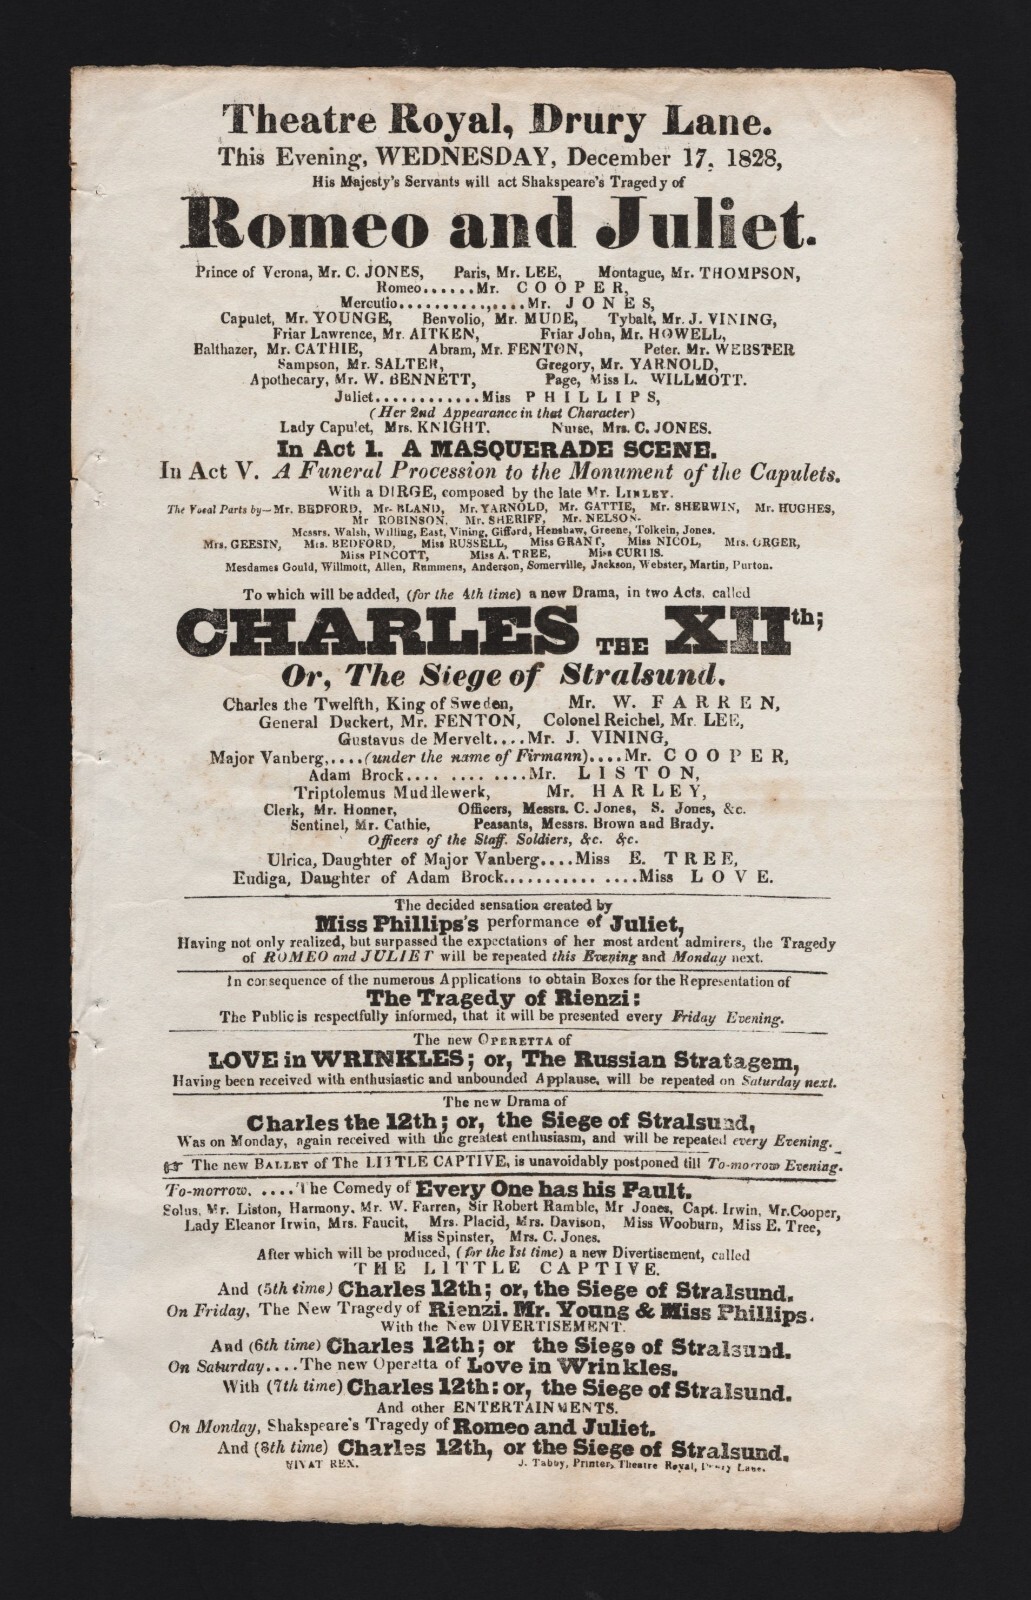 Theatre Royal, Drury Lane.
This Evening, WEDNESDAY, December 17, 1828,
His Majesty's Servants will act Shakspeare's Tragedy of
Romeo and Juliet.
Prince of Verona, Mr. C. JONES, Paris, Mr. LEE, Montague, Mr. THOMPSON,
Romeo......Mr. COOPER,
Mercutio................Mr. JONES,
Capulet, Mr. YOUNGE, Benvolio, Mr. MUDE, Tybalt, Mr. J. VINING,
Friar Lawrence, Mr. AITKEN, Friar John, Mr. HOWELL,
Balthazer, Mr. CATHIE, Abram, Mr. FENTON, Peter. Mr. WEBSTER
Sampson, Mr. SALTER, Gregory, Mr. YARNOLD,
Apothecary, Mr. W. BENNETT, Page, Miss L. WILLMOTT.
Juliet............Miss PHILLIPS,
(Her 2nd Appearance in that Character)
Lady Capulet, Mrs. KNIGHT. Nurse, Mrs. C. JONES.
In Act 1. A MASQUERADE SCENE.
In Act V. A Funeral Procession to the Monument of the Capulets.
With a DIRGE, composed by the late Mr. LINLEY.
The Vocal Parts by—Mr. BEDFORD, Mr. BLAND, Mr. YARNOLD, Mr. GATTIE, Mr. SHERWIN, Mr. HUGHES,
Mr ROBINSON, Mr. SHERIFF, Mr. NELSON.
Messrs. Walsh, Willing, East, Vining, Gifford, Henshaw, Greene, Tolkein, Jones.
Mrs. GEESIN, Mrs. BEDFORD, Miss RUSSELL, Miss GRANT, Miss NICOL, Mrs. ORGER,
Miss PINCOTT, Miss A. TREE, Miss CURTIS.
Mesdames Gould, Willmott, Allen, Rummens, Anderson, Somerville, Jackson, Webster, Martin, Purton.
To which will be added, (for the 4th time) a new Drama, in two Acts, called
CHARLES THE XIIth;
Or, The Siege of Stralsund.
Charles the Twelfth, King of Sweden, Mr. W. FARREN,
General Duckert, Mr. FENTON, Colonel Reichel, Mr. LEE,
Gustavus de Mervelt....Mr. J. VINING,
Major Vanberg,....(under the name of Firmann)....Mr. COOPER,
Adam Brock.... .... ....Mr. LISTON,
Triptolemus Muddlewerk, Mr. HARLEY,
Clerk, Mr. Honner, Officers, Messrs. C. Jones, S. Jones, &c.
Sentinel, Mr. Cathie, Peasants, Messrs. Brown and Brady.
Officers of the Staff, Soldiers, &c. &c.
Ulrica, Daughter of Major Vanberg....Miss E. TREE,
Eudiga, Daughter of Adam Brock........... ....Miss LOVE.
The decided sensation created by
Miss Phillips's performance of Juliet,
Having not only realized, but surpassed the expectations of her most ardent admirers, the Tragedy
of ROMEO and JULIET will be repeated this Evening and Monday next.
In consequence of the numerous Applications to obtain Boxes for the Representation of
The Tragedy of Rienzi:
The Public is respectfully informed, that it will be presented every Friday Evening.
The new OPERETTA of
LOVE in WRINKLES; or, The Russian Stratagem,
Having been received with enthusiastic and unbounded Applause, will be repeated on Saturday next.
The new Drama of
Charles the 12th; or, the Siege of Stralsund,
Was on Monday, again received with the greatest enthusiasm, and will be repeated every Evening.
☞ The new BALLET of The LITTLE CAPTIVE, is unavoidably postponed till To-morrow Evening.
To-morrow. ....The Comedy of Every One has his Fault.
Solus, Mr. Liston, Harmony, Mr. W. Farren, Sir Robert Ramble, Mr Jones, Capt. Irwin, Mr. Cooper,
Lady Eleanor Irwin, Mrs. Faucit, Mrs. Placid, Mrs. Davison, Miss Wooburn, Miss E. Tree,
Miss Spinster, Mrs. C. Jones.
After which will be produced, (for the 1st time) a new Divertisement, called
THE LITTLE CAPTIVE.
And (5th time) Charles 12th; or, the Siege of Stralsund.
On Friday, The New Tragedy of Rienzi. Mr. Young & Miss Phillips.
With the New DIVERTISEMENT.
And (6th time) Charles 12th; or the Siege of Stralsund.
On Saturday....The new Operetta of Love in Wrinkles.
With (7th time) Charles 12th: or, the Siege of Stralsund.
And other ENTERTAINMENTS.
On Monday, Shakspeare's Tragedy of Romeo and Juliet.
And (8th time) Charles 12th, or the Siege of Stralsund.
VIVAT REX. J. Tabby, Printer, Theatre Royal, Drury Lane.